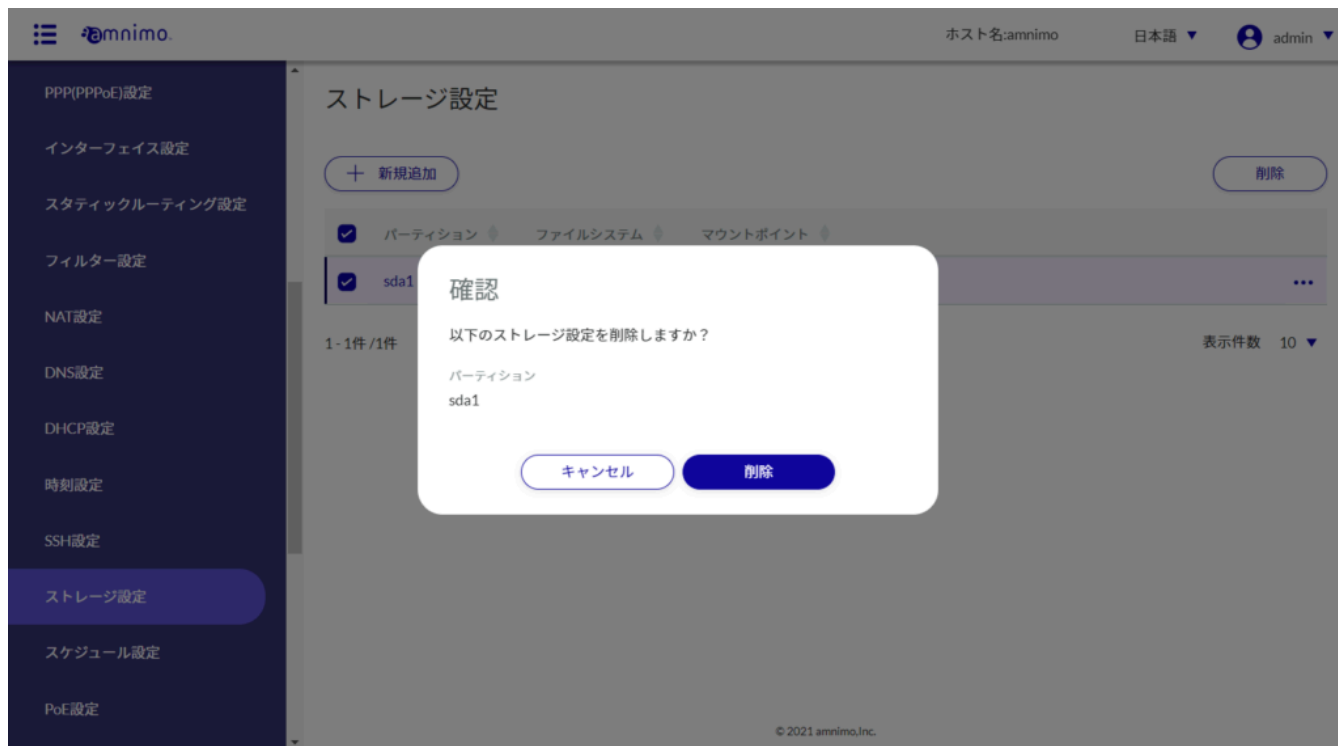 amnimo.
ホスト名:amnimo
日本語
admin
PPP(PPPoE)設定
インターフェイス設定
スタティックルーティング設定
フィルター設定
NAT設定
DNS設定
DHCP設定
時刻設定
SSH設定
ストレージ設定
スケジュール設定
PoE設定
ストレージ設定
+ 新規追加
削除
パーティション ファイルシステム マウントポイント
sda1
1 - 1件 /1件
表示件数 10
確認
以下のストレージ設定を削除しますか？
パーティション
sda1
キャンセル
削除
© 2021 amnimo,Inc.